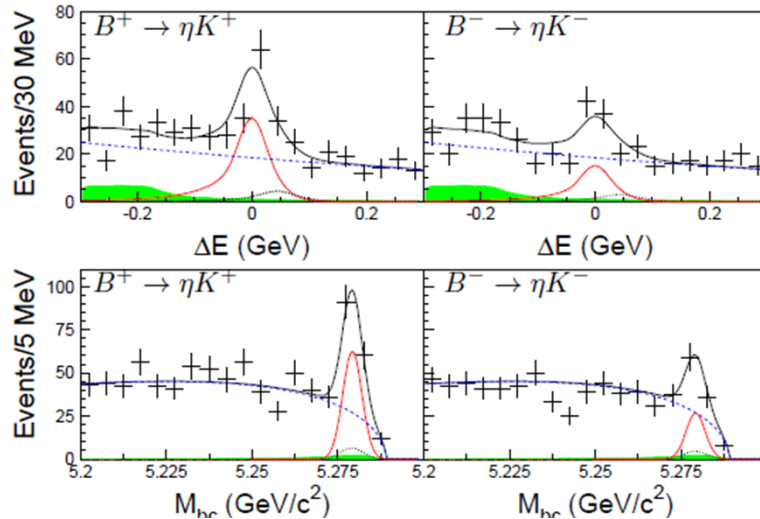 B⁺ → ηK⁺ B⁻ → ηK⁻
Events/30 MeV
80
60
40
20
0
-0.2 0 0.2 -0.2 0 0.2
ΔE (GeV) ΔE (GeV)
B⁺ → ηK⁺ B⁻ → ηK⁻
Events/5 MeV
100
75
50
25
0
5.2 5.225 5.25 5.275 5.2 5.225 5.25 5.275
M_bc (GeV/c²) M_bc (GeV/c²)